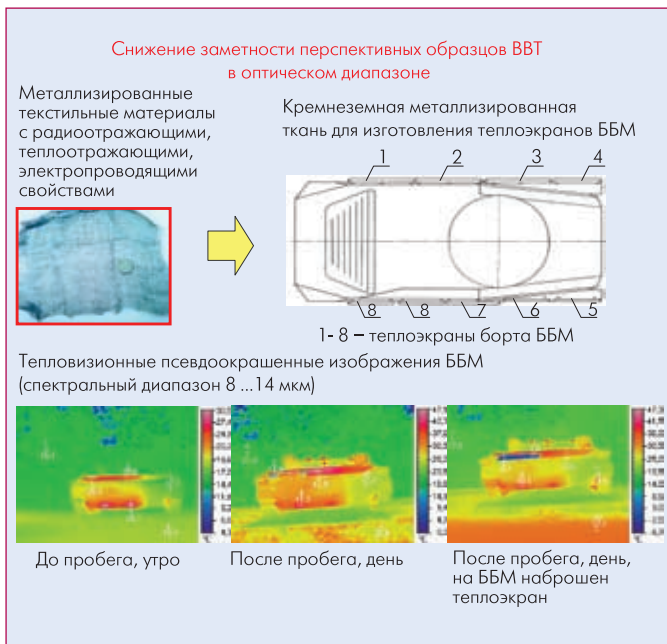 Снижение заметности перспективных образцов ВВТ
в оптическом диапазоне
Металлизированные
текстильные материалы
с радиоотражающими,
теплоотражающими,
электропроводящими
свойствами
Кремнеземная металлизированная
ткань для изготовления теплоэкранов ББМ
1 2 3 4
8 8 7 6 5
1- 8 – теплоэкраны борта ББМ
Тепловизионные псевдоокрашенные изображения ББМ
(спектральный диапазон 8 ...14 мкм)
До пробега, утро
После пробега, день
После пробега, день,
на ББМ наброшен
теплоэкран